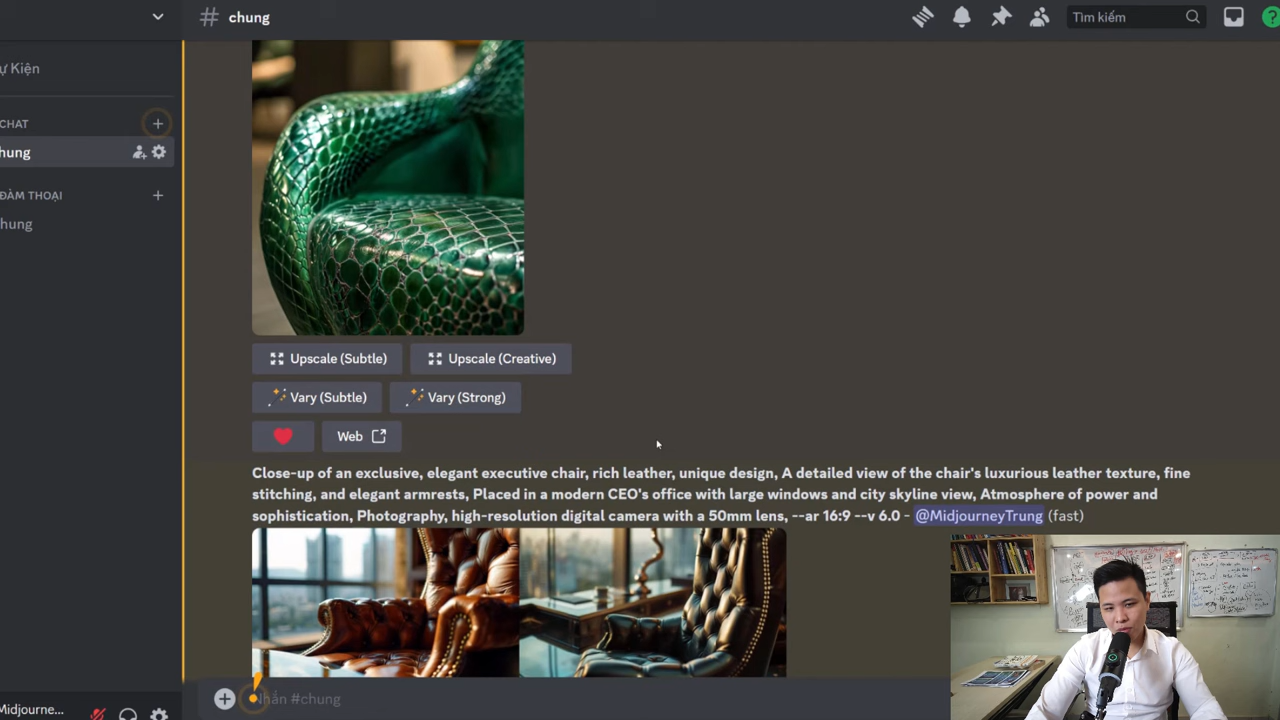 # chung
Tìm kiếm
ự Kiện
CHAT
hung
ĐÀM THOẠI
hung
Upscale (Subtle)
Upscale (Creative)
Vary (Subtle)
Vary (Strong)
Web
Close-up of an exclusive, elegant executive chair, rich leather, unique design, A detailed view of the chair's luxurious leather texture, fine
stitching, and elegant armrests, Placed in a modern CEO's office with large windows and city skyline view, Atmosphere of power and
sophistication, Photography, high-resolution digital camera with a 50mm lens, --ar 16:9 --v 6.0 - @MidjourneyTrung (fast)
Nhắn #chung
Midjourne...